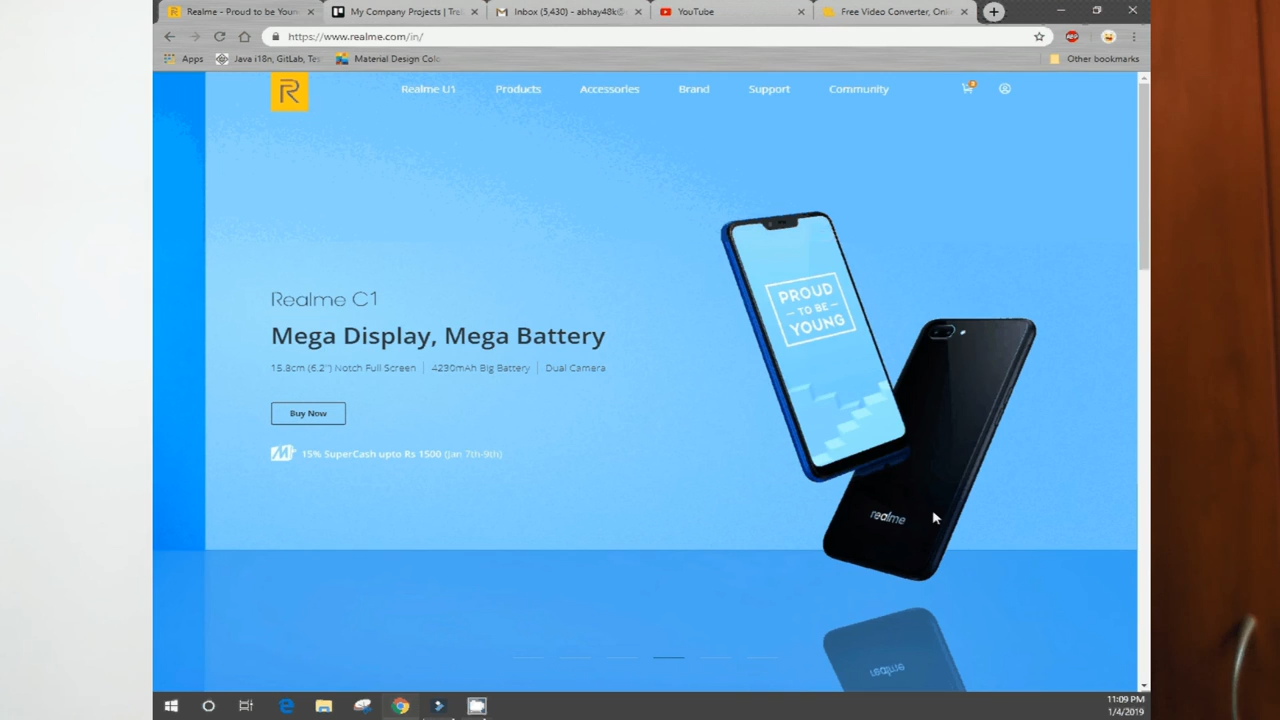 Realme - Proud to be Youn
My Company Projects | Tre
Inbox (5,430) - abhay48k@
YouTube
Free Video Converter, Onli
https://www.realme.com/in/
Apps
Java i18n, GitLab, Tes
Material Design Colo
Other bookmarks
Realme U1
Products
Accessories
Brand
Support
Community
PROUD
TO BE
YOUNG
Realme C1
Mega Display, Mega Battery
15.8cm (6.2") Notch Full Screen
4230mAh Big Battery
Dual Camera
Buy Now
15% SuperCash upto Rs 1500 (Jan 7th-9th)
realme
11:09 PM
1/4/2019